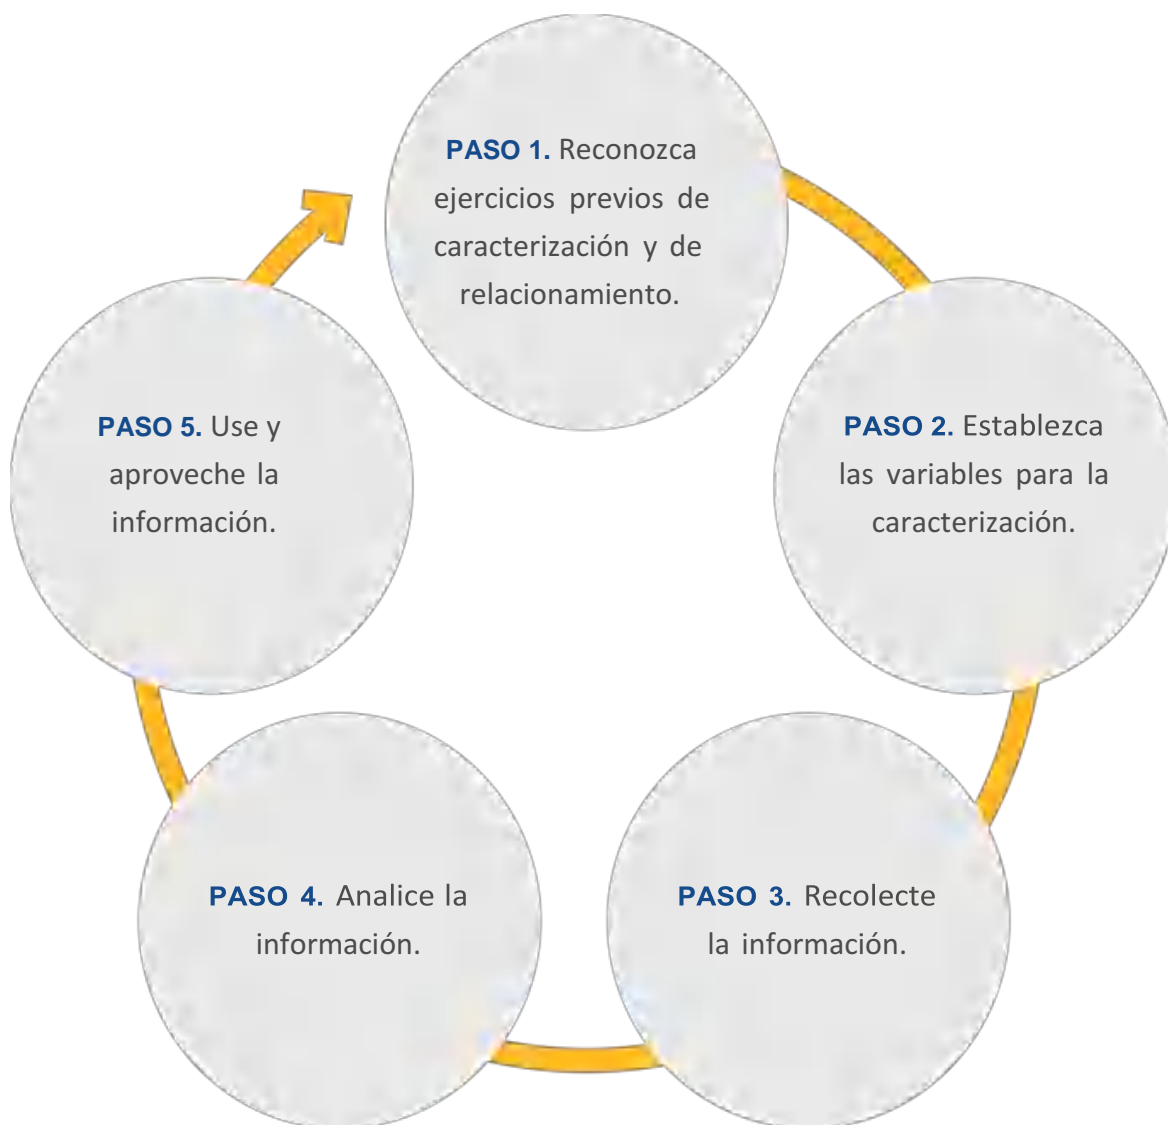 PASO 1. Reconozca
ejercicios previos de
caracterización y de
relacionamiento.
PASO 2. Establezca
las variables para la
caracterización.
PASO 3. Recolecte
la información.
PASO 4. Analice la
información.
PASO 5. Use y
aproveche la
información.